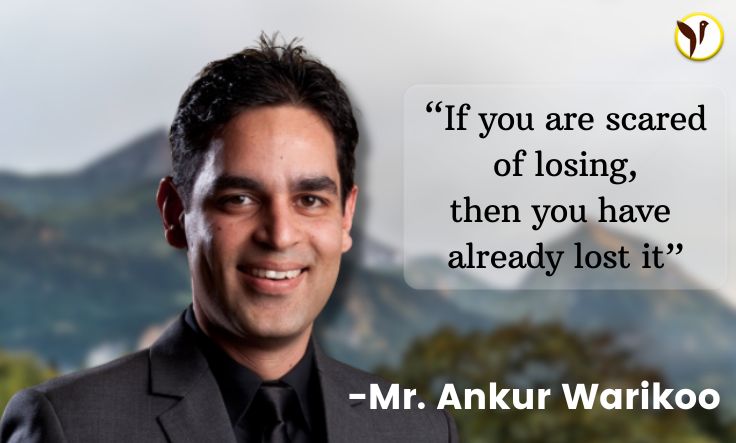 “If you are scared
of losing,
then you have
already lost it”
-Mr. Ankur Warikoo